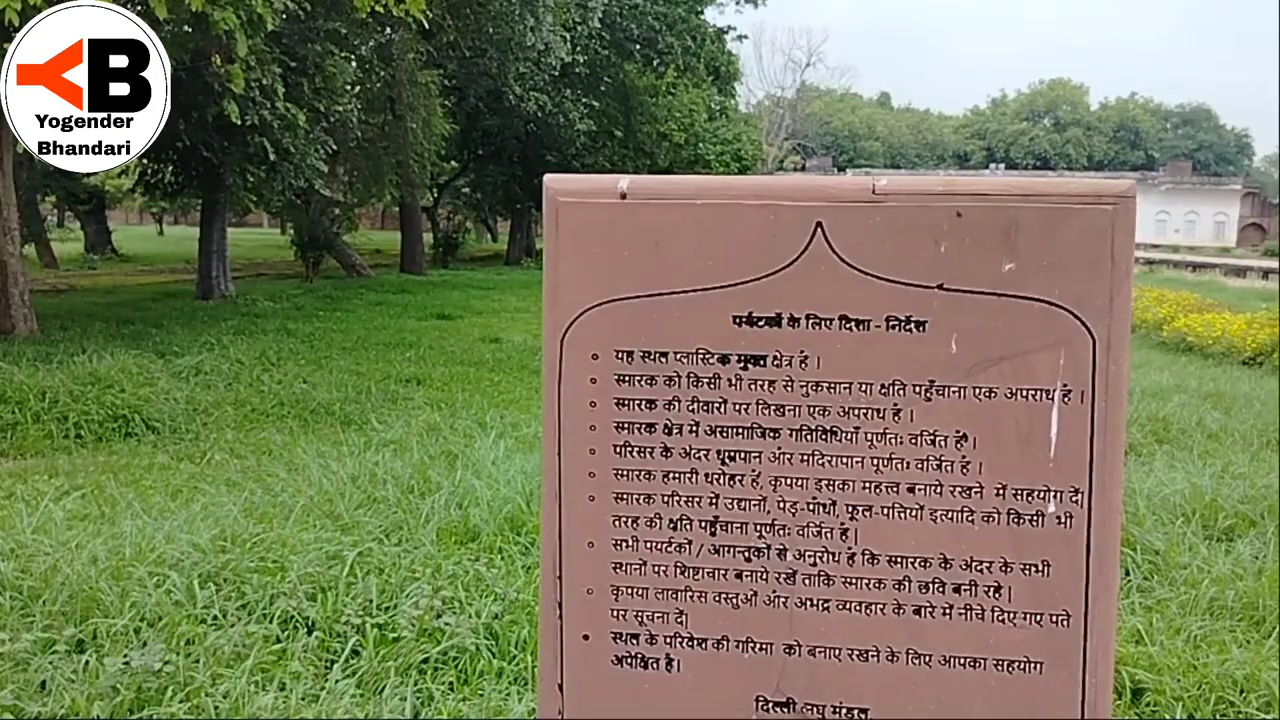 YB
Yogender
Bhandari
पर्यटकों के लिए दिशा - निर्देश
यह स्थल प्लास्टिक मुक्त क्षेत्र है ।
स्मारक को किसी भी तरह से नुकसान या क्षति पहुँचाना एक अपराध है ।
स्मारक की दीवारों पर लिखना एक अपराध है ।
स्मारक क्षेत्र में असामाजिक गतिविधियाँ पूर्णतः वर्जित हैं ।
परिसर के अंदर धूम्रपान और मदिरापान पूर्णतः वर्जित है ।
स्मारक हमारी धरोहर है, कृपया इसका महत्त्व बनाये रखने में सहयोग दें|
स्मारक परिसर में उद्यानों, पेड़-पौधों, फूल-पत्तियों इत्यादि को किसी भी
तरह की क्षति पहुँचाना पूर्णतः वर्जित है|
सभी पयर्टकों / आगन्तुकों से अनुरोध है कि स्मारक के अंदर के सभी
स्थानों पर शिष्टाचार बनाये रखें ताकि स्मारक की छवि बनी रहे|
कृपया लावारिस वस्तुओं और अभद्र व्यवहार के बारे में नीचे दिए गए पते
पर सूचना दें|
स्थल के परिवेश की गरिमा को बनाए रखने के लिए आपका सहयोग
अपेक्षित है।
दिल्ली लघु मंडल